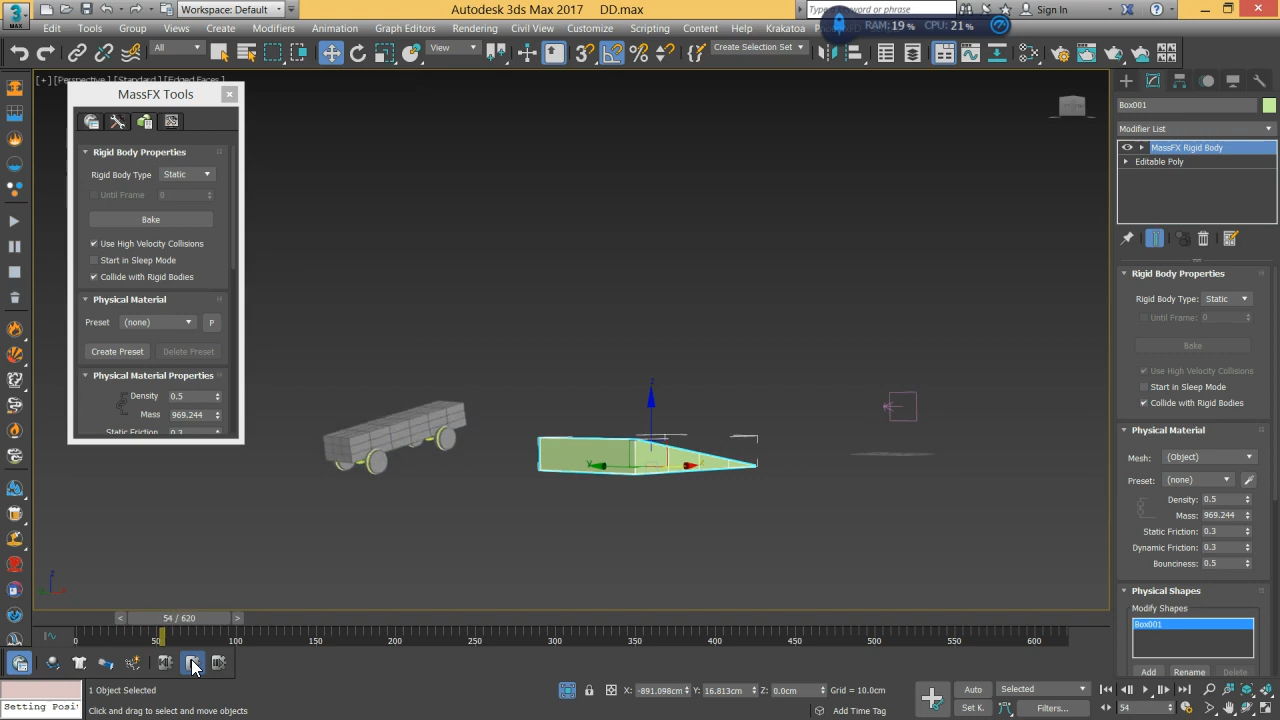 Workspace: Default
Autodesk 3ds Max 2017 DD.max
Type a keyword or phrase
Sign In
RAM: 19% CPU: 21%
Edit Tools Group Views Create Modifiers Animation Graph Editors Rendering Civil View Customize Scripting Content Help Krakatoa
All
View
Create Selection Set
[+] [Perspective] [Standard] [Edged Faces]
MassFX Tools
Rigid Body Properties
Rigid Body Type Static
Until Frame 0
Bake
Use High Velocity Collisions
Start in Sleep Mode
Collide with Rigid Bodies
Physical Material
Preset (none) P
Create Preset Delete Preset
Physical Material Properties
Density 0.5
Mass 969.244
Static Friction 0.3
Box001
Modifier List
MassFX Rigid Body
Editable Poly
Rigid Body Properties
Rigid Body Type: Static
Until Frame: 0
Bake
Use High Velocity Collisions
Start in Sleep Mode
Collide with Rigid Bodies
Physical Material
Mesh: (Object)
Preset: (none)
Density: 0.5
Mass: 969.244
Static Friction: 0.3
Dynamic Friction: 0.3
Bounciness: 0.5
Physical Shapes
Modify Shapes
Box001
Add Rename Delete
z
z
54 / 620
0 50 100 150 200 250 300 350 400 450 500 550 600
1 Object Selected
X: -891.098cm Y: 16.813cm Z: 0.0cm Grid = 10.0cm
Auto Selected
Setting Posi
Click and drag to select and move objects
Add Time Tag
Set K. Filters... 54